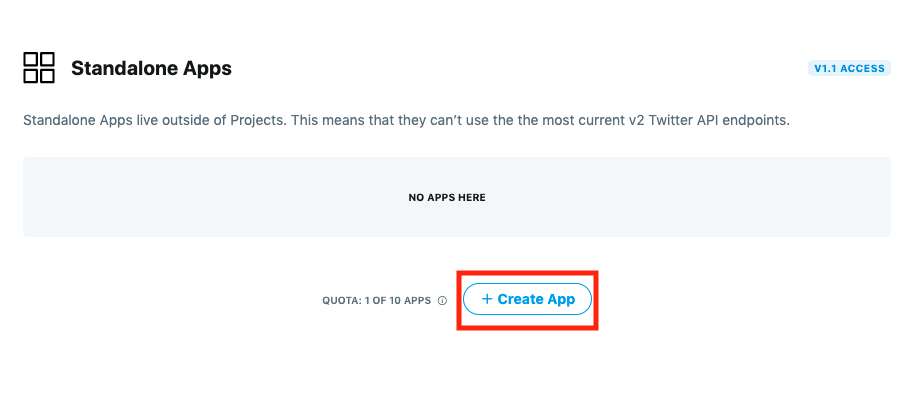 Standalone Apps
V1.1 ACCESS
Standalone Apps live outside of Projects. This means that they can’t use the the most current v2 Twitter API endpoints.
NO APPS HERE
QUOTA: 1 OF 10 APPS
+ Create App